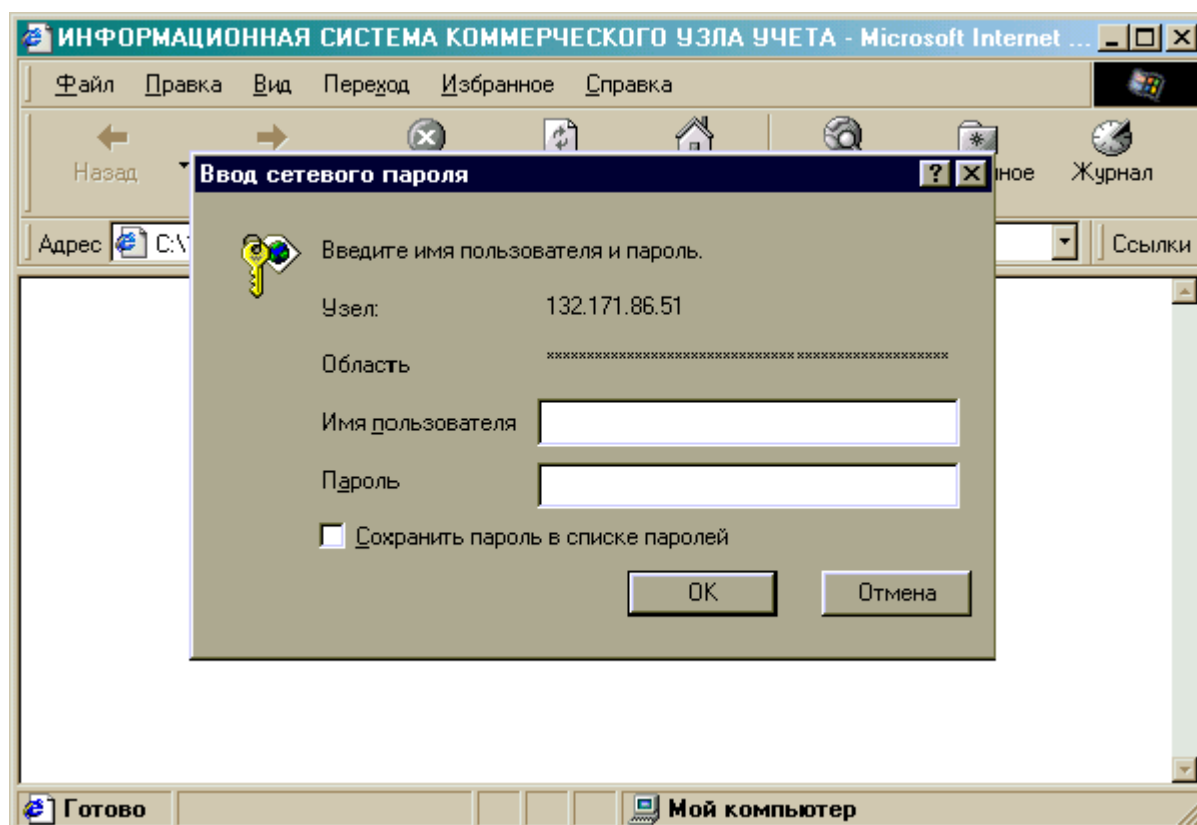 ИНФОРМАЦИОННАЯ СИСТЕМА КОММЕРЧЕСКОГО УЗЛА УЧЕТА - Microsoft Internet ...
Файл Правка Вид Переход Избранное Справка
Назад Журнал
Ввод сетевого пароля
Адрес C:\ Ссылки
Введите имя пользователя и пароль.
Узел: 132.171.86.51
Область ****************************************************
Имя пользователя
Пароль
Сохранить пароль в списке паролей
OK Отмена
Готово Мой компьютер